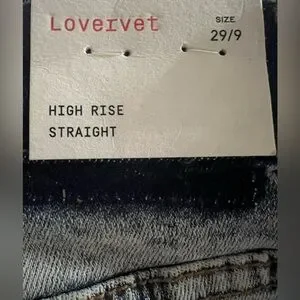 Lovervet
SIZE
29/9
HIGH RISE
STRAIGHT